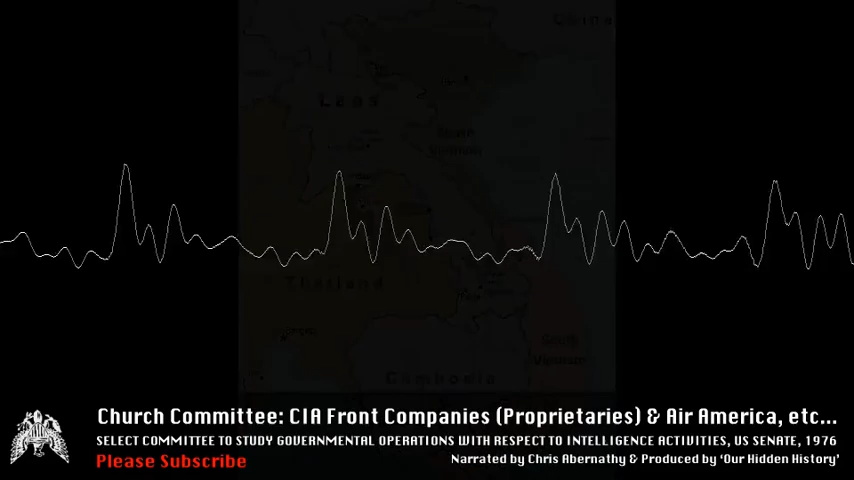 China
Laos
North
Vietnam
Thailand
South
Vietnam
Cambodia
Church Committee: CIA Front Companies (Proprietaries) & Air America, etc...
SELECT COMMITTEE TO STUDY GOVERNMENTAL OPERATIONS WITH RESPECT TO INTELLIGENCE ACTIVITIES, US SENATE, 1976
Please Subscribe
Narrated by Chris Abernathy & Produced by 'Our Hidden History'